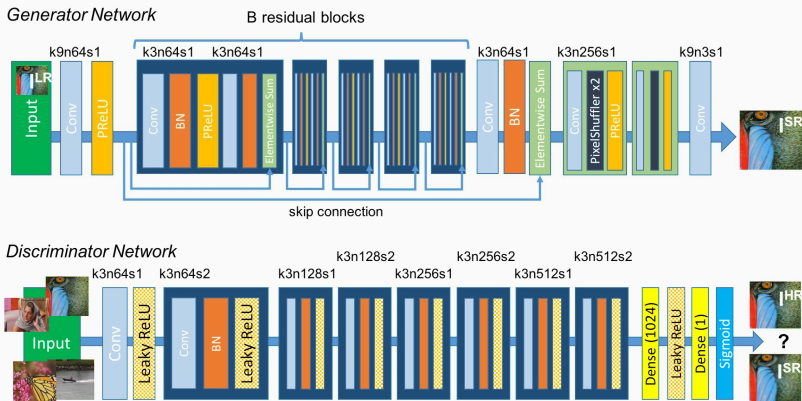 Generator Network
B residual blocks
k9n64s1
k3n64s1
k3n64s1
k3n64s1
k3n256s1
k9n3s1
I LR
Input
Conv
PReLU
Conv
BN
PReLU
Elementwise Sum
Conv
BN
Elementwise Sum
Conv
PixelShuffler x2
PReLU
Conv
I SR
skip connection
Discriminator Network
k3n128s2
k3n256s2
k3n512s2
k3n64s1
k3n64s2
k3n128s1
k3n256s1
k3n512s1
Input
Conv
Leaky ReLU
Conv
BN
Leaky ReLU
Dense (1024)
Leaky ReLU
Dense (1)
Sigmoid
I HR
?
I SR